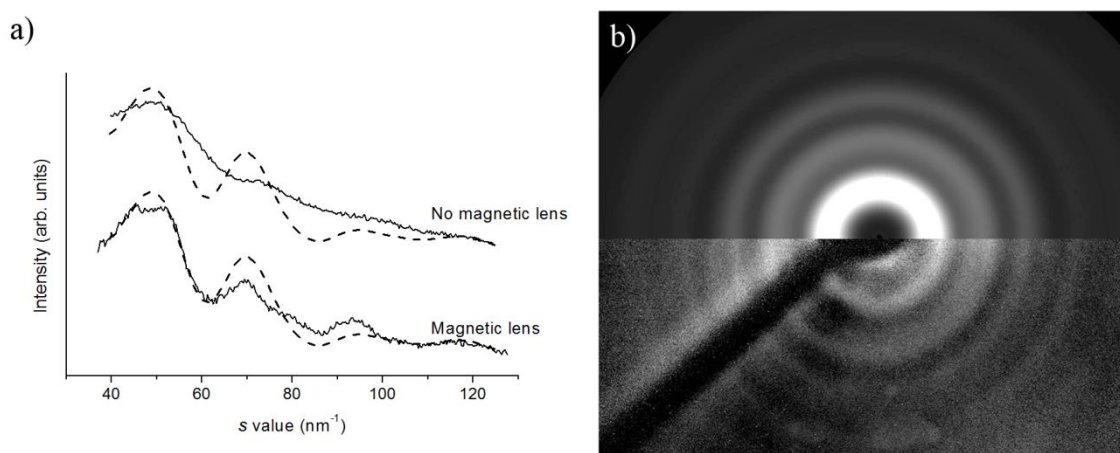 a)
Intensity (arb. units)
No magnetic lens
Magnetic lens
40 60 80 100 120
s value (nm⁻¹)
b)